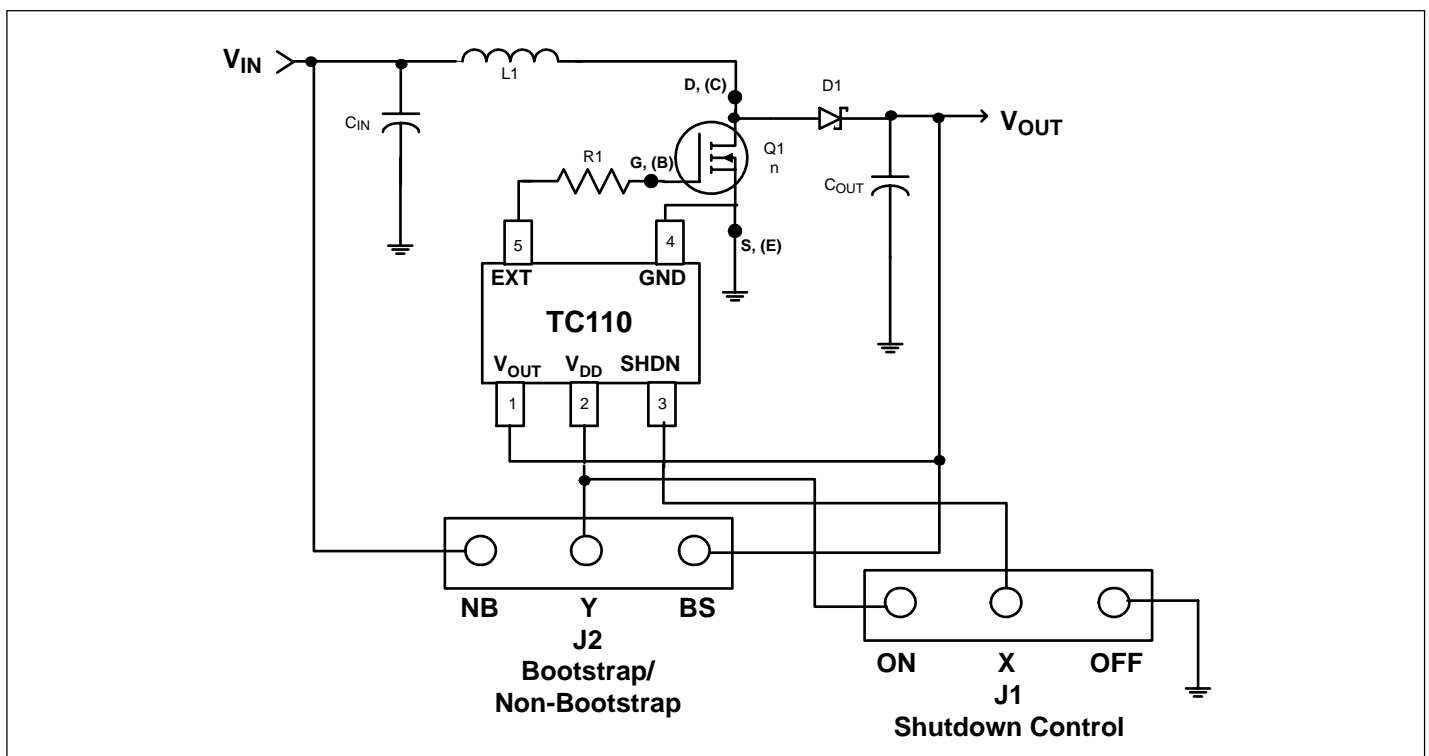 VIN
L1
D, (C)
D1
CIN
VOUT
R1
G, (B)
Q1
n
COUT
5
4
S, (E)
EXT
GND
TC110
VOUT
VDD
SHDN
1
2
3
NB
Y
BS
J2
Bootstrap/
Non-Bootstrap
ON
X
OFF
J1
Shutdown Control